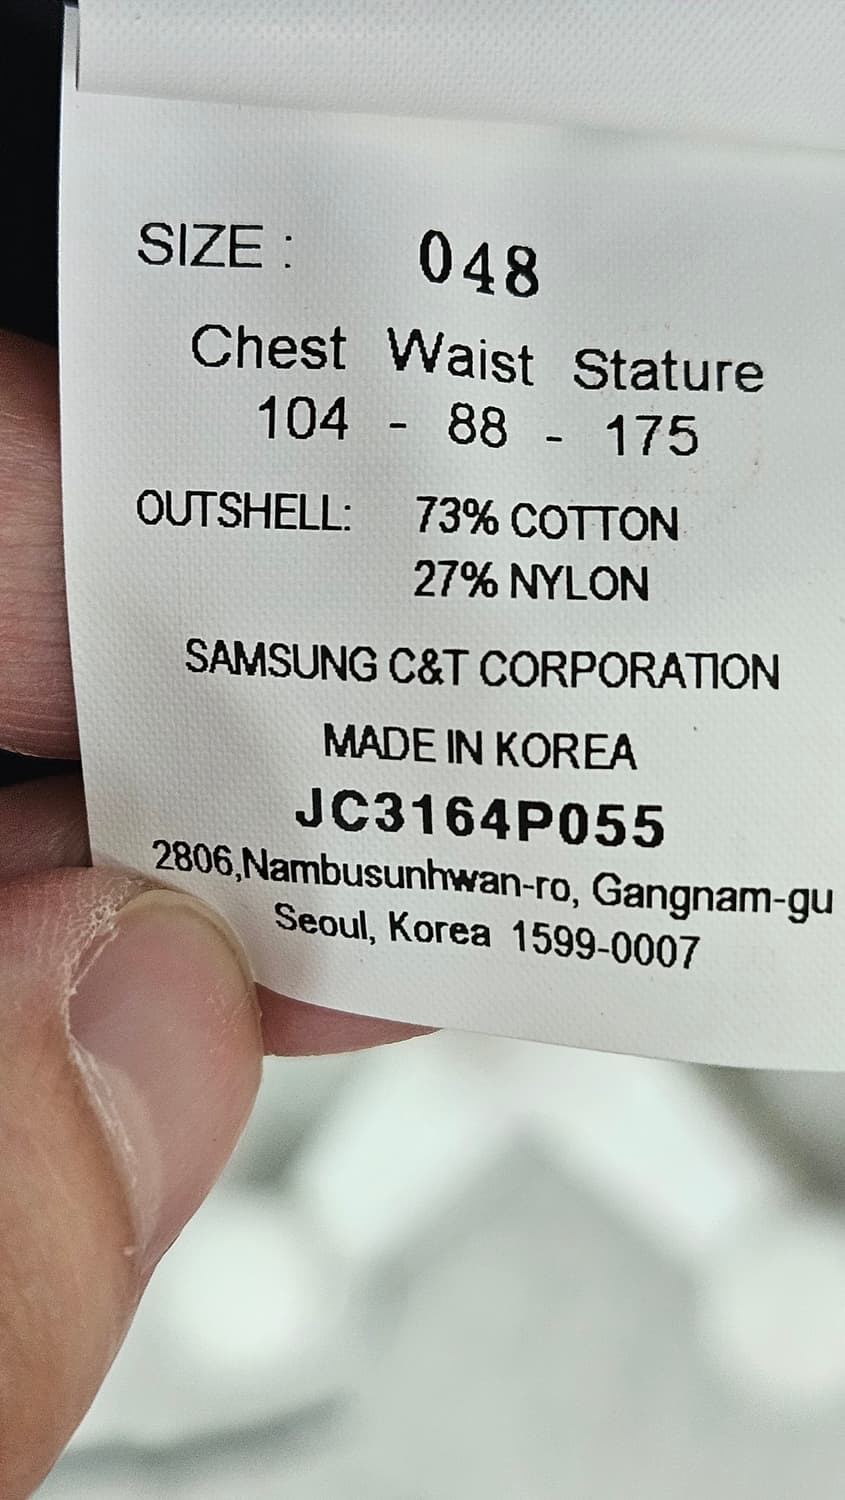 SIZE : 048
Chest Waist Stature
104 - 88 - 175
OUTSHELL: 73% COTTON
27% NYLON
SAMSUNG C&T CORPORATION
MADE IN KOREA
JC3164P055
2806,Nambusunhwan-ro, Gangnam-gu
Seoul, Korea 1599-0007